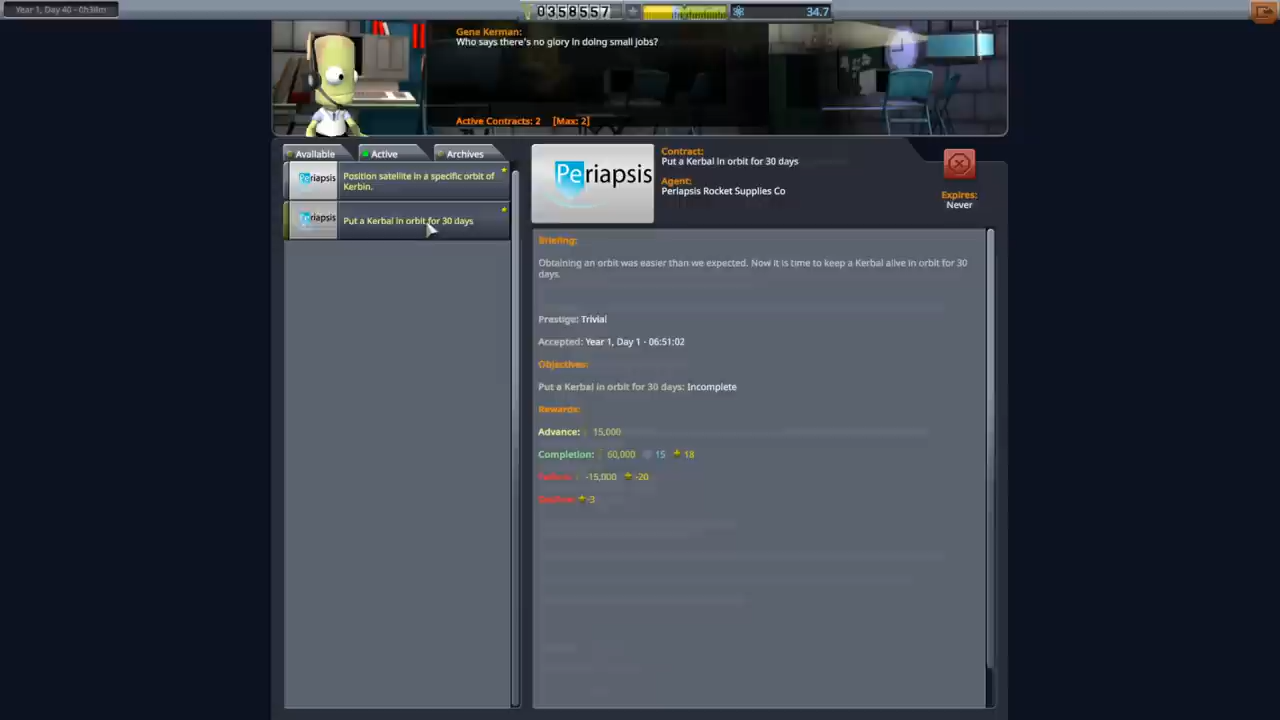 Year 1, Day 40 - 0h38m
0358557
34.7
Gene Kerman:
Who says there's no glory in doing small jobs?
Active Contracts: 2 [Max: 2]
Available
Active
Archives
Periapsis
Position satellite in a specific orbit of
Kerbin.
Periapsis
Put a Kerbal in orbit for 30 days
Periapsis
Contract:
Put a Kerbal in orbit for 30 days
Agent:
Periapsis Rocket Supplies Co
Expires:
Never
Briefing:
Obtaining an orbit was easier than we expected. Now it is time to keep a Kerbal alive in orbit for 30
days.
Prestige: Trivial
Accepted: Year 1, Day 1 - 06:51:02
Objectives:
Put a Kerbal in orbit for 30 days: Incomplete
Rewards:
Advance: 15,000
Completion: 60,000 15 18
Failure: -15,000 -20
-3